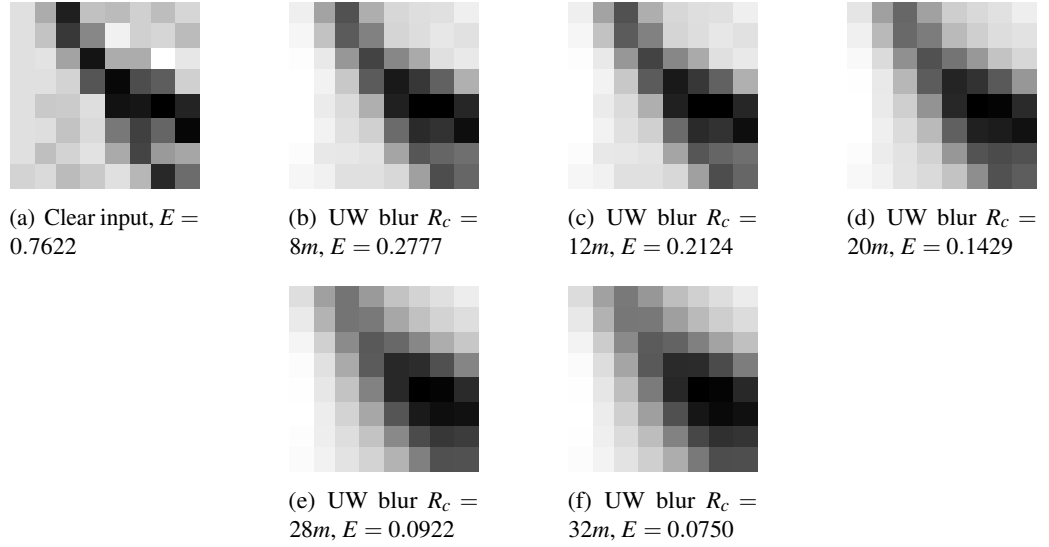 (a) Clear input, E =
0.7622
(b) UW blur R_c =
8m, E = 0.2777
(c) UW blur R_c =
12m, E = 0.2124
(d) UW blur R_c =
20m, E = 0.1429
(e) UW blur R_c =
28m, E = 0.0922
(f) UW blur R_c =
32m, E = 0.0750